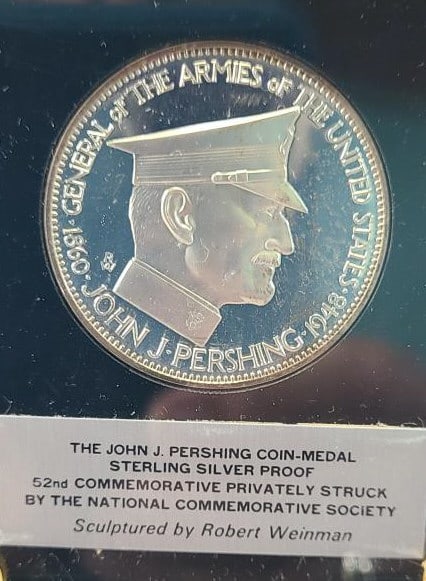 GENERAL of THE ARMIES of THE UNITED STATES
1860 · JOHN J. PERSHING · 1948
THE JOHN J. PERSHING COIN-MEDAL
STERLING SILVER PROOF
52nd COMMEMORATIVE PRIVATELY STRUCK
BY THE NATIONAL COMMEMORATIVE SOCIETY
Sculptured by Robert Weinman